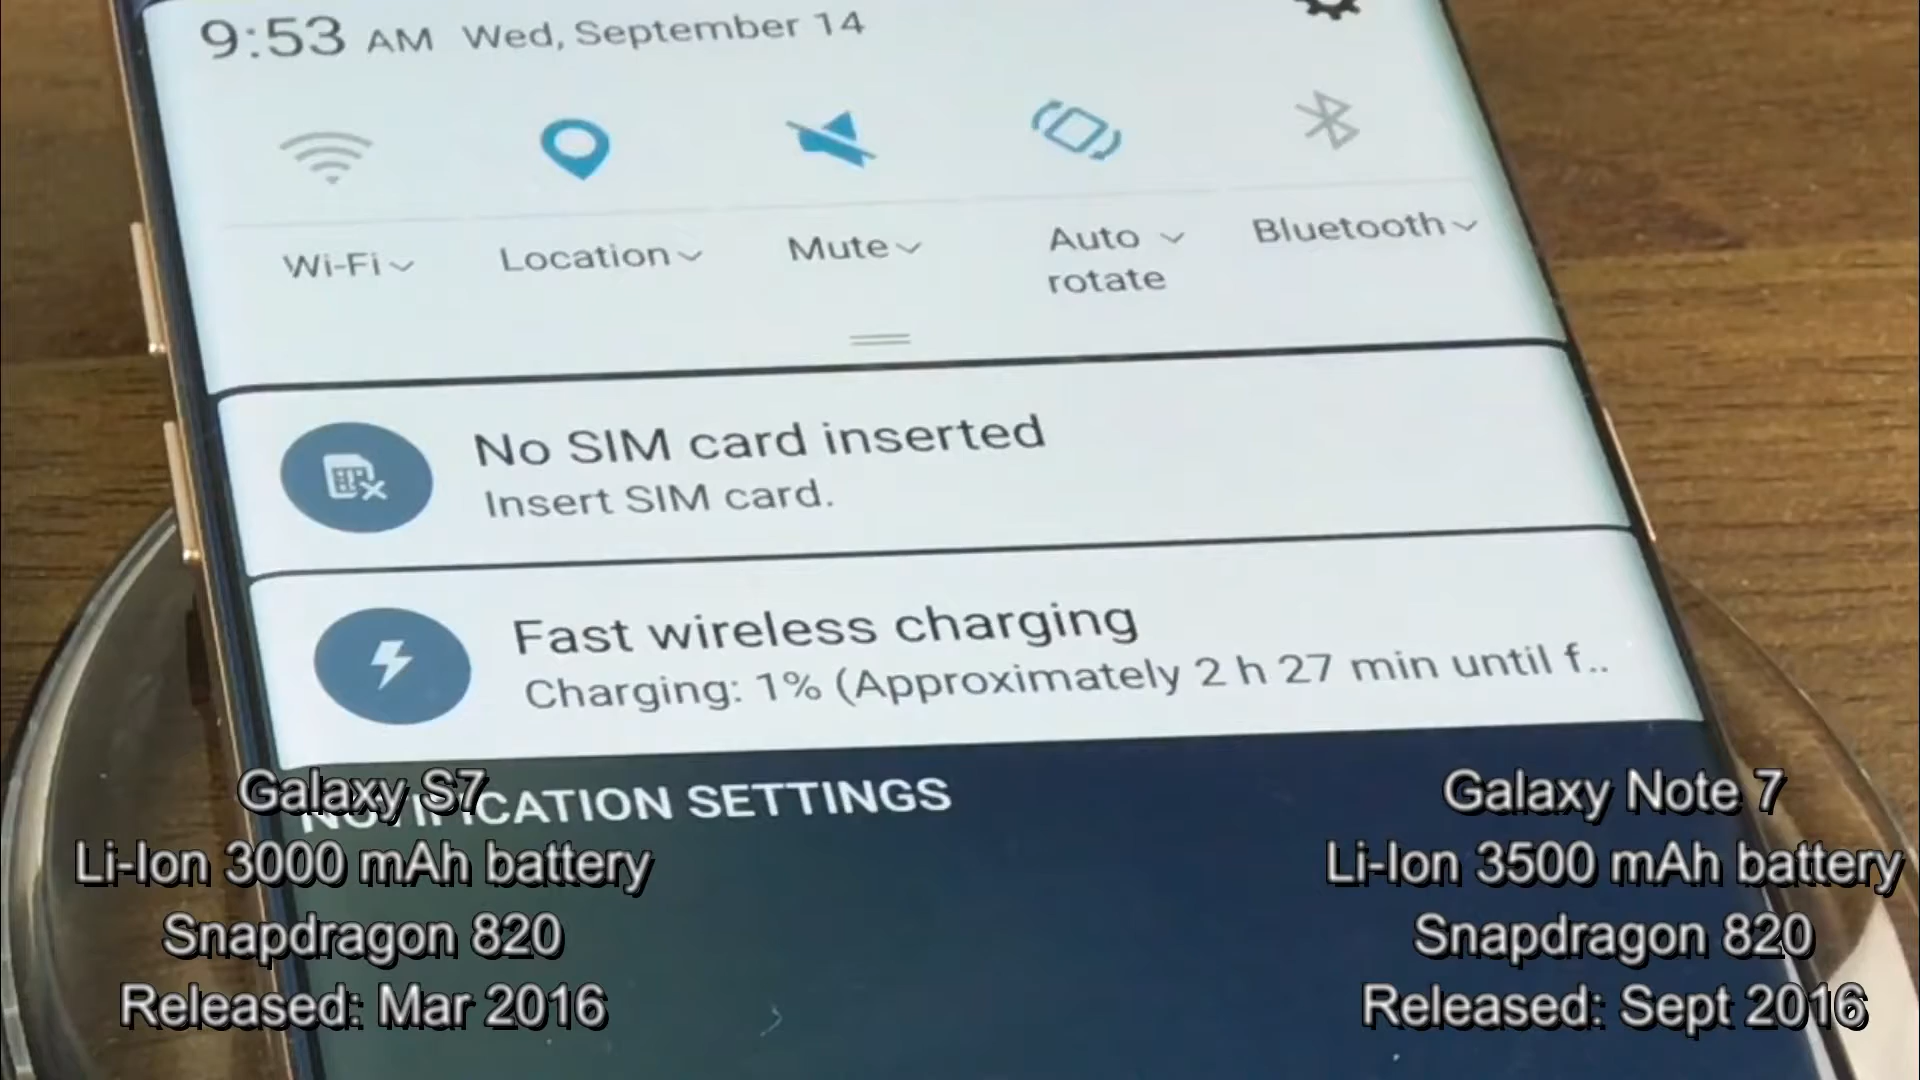 9:53 AM Wed, September 14
Wi-Fi
Location
Mute
Auto rotate
Bluetooth
No SIM card inserted
Insert SIM card.
Fast wireless charging
Charging: 1% (Approximately 2 h 27 min until f..
NOTIFICATION SETTINGS
Galaxy S7
Li-Ion 3000 mAh battery
Snapdragon 820
Released: Mar 2016
Galaxy Note 7
Li-Ion 3500 mAh battery
Snapdragon 820
Released: Sept 2016